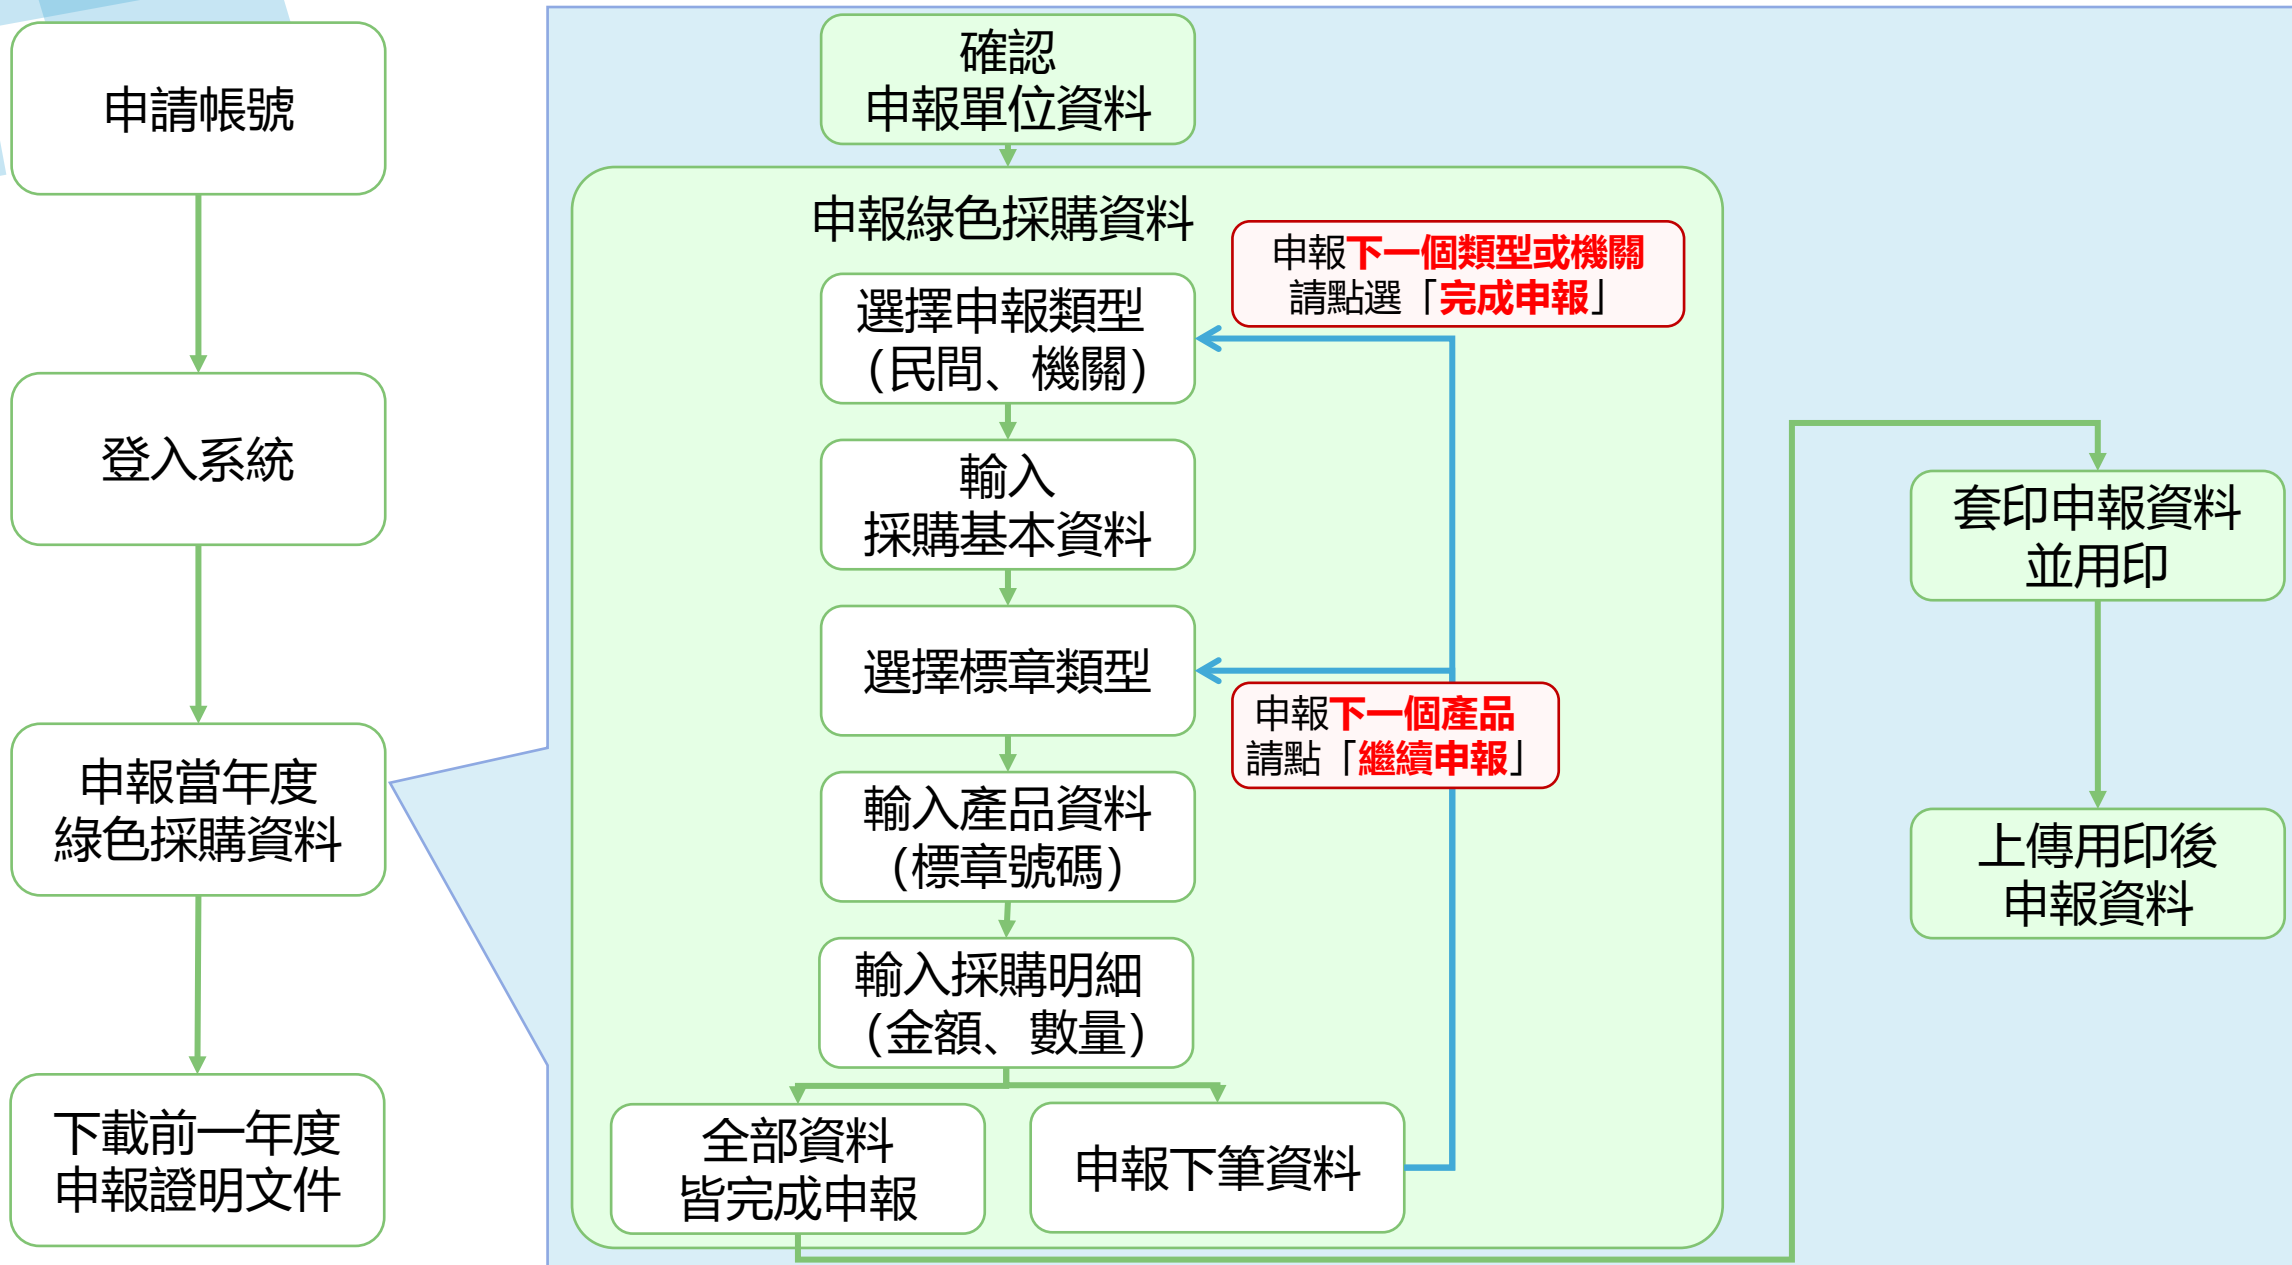 申請帳號
登入系統
申報當年度
綠色採購資料
下載前一年度
申報證明文件
確認
申報單位資料
申報綠色採購資料
選擇申報類型
(民間、機關)
輸入
採購基本資料
選擇標章類型
輸入產品資料
(標章號碼)
輸入採購明細
(金額、數量)
全部資料
皆完成申報
申報下筆資料
申報下一個類型或機關
請點選「完成申報」
申報下一個產品
請點「繼續申報」
套印申報資料
並用印
上傳用印後
申報資料